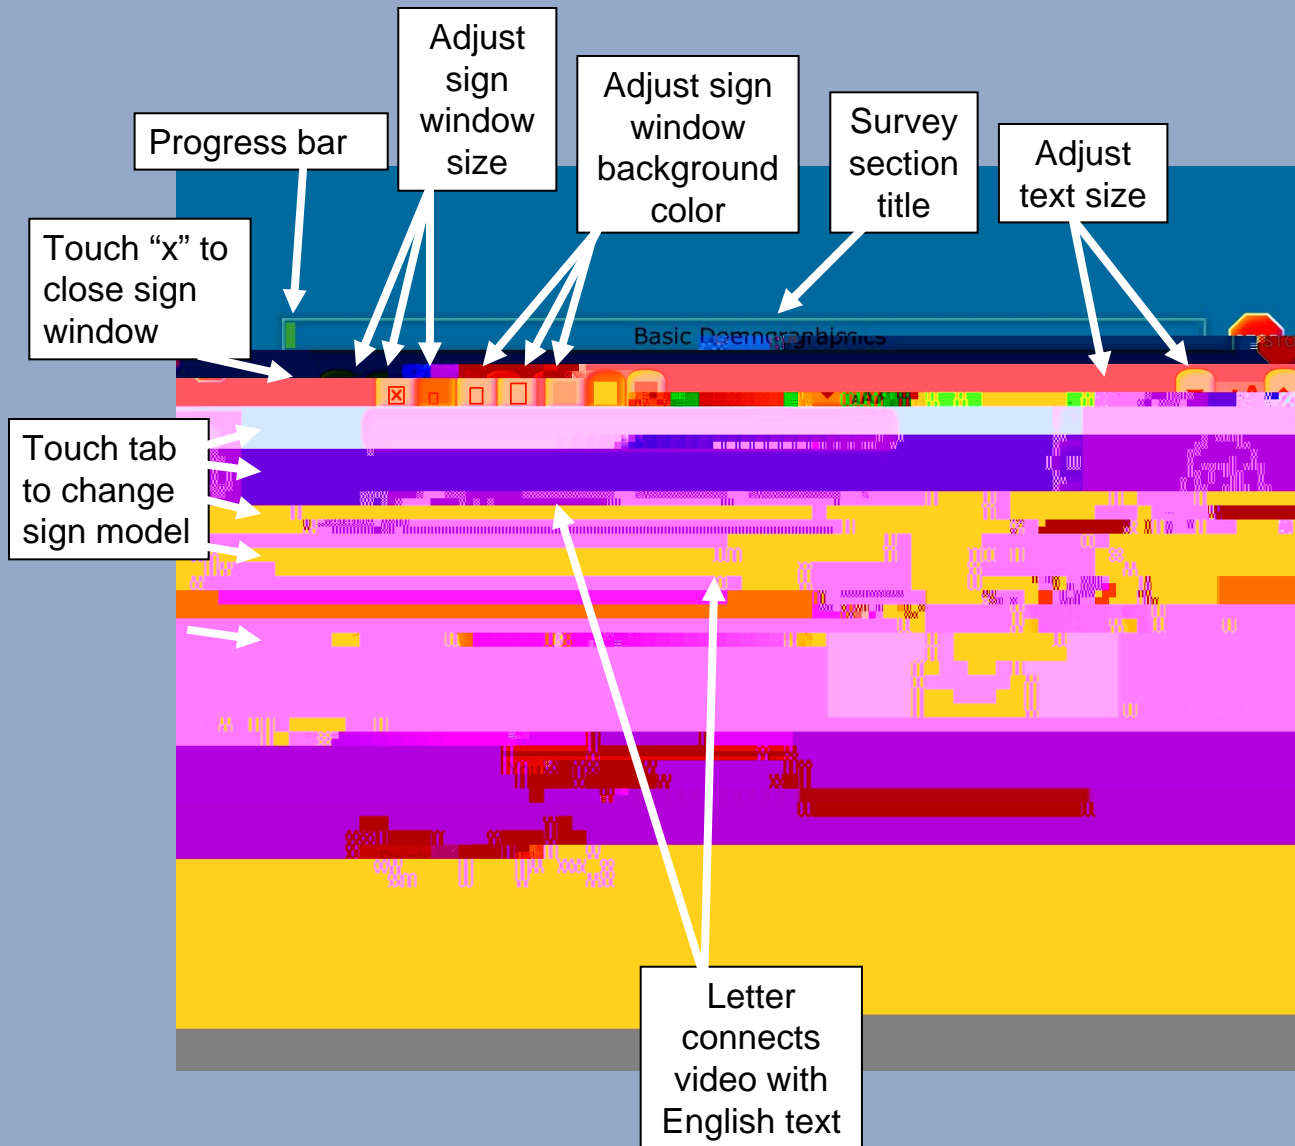 Adjust
sign
window
size
Adjust sign
window
background
color
Survey
section
title
Adjust
text size
Progress bar
Touch “x” to
close sign
window
Basic Demographics
Touch tab
to change
sign model
Letter
connects
video with
English text